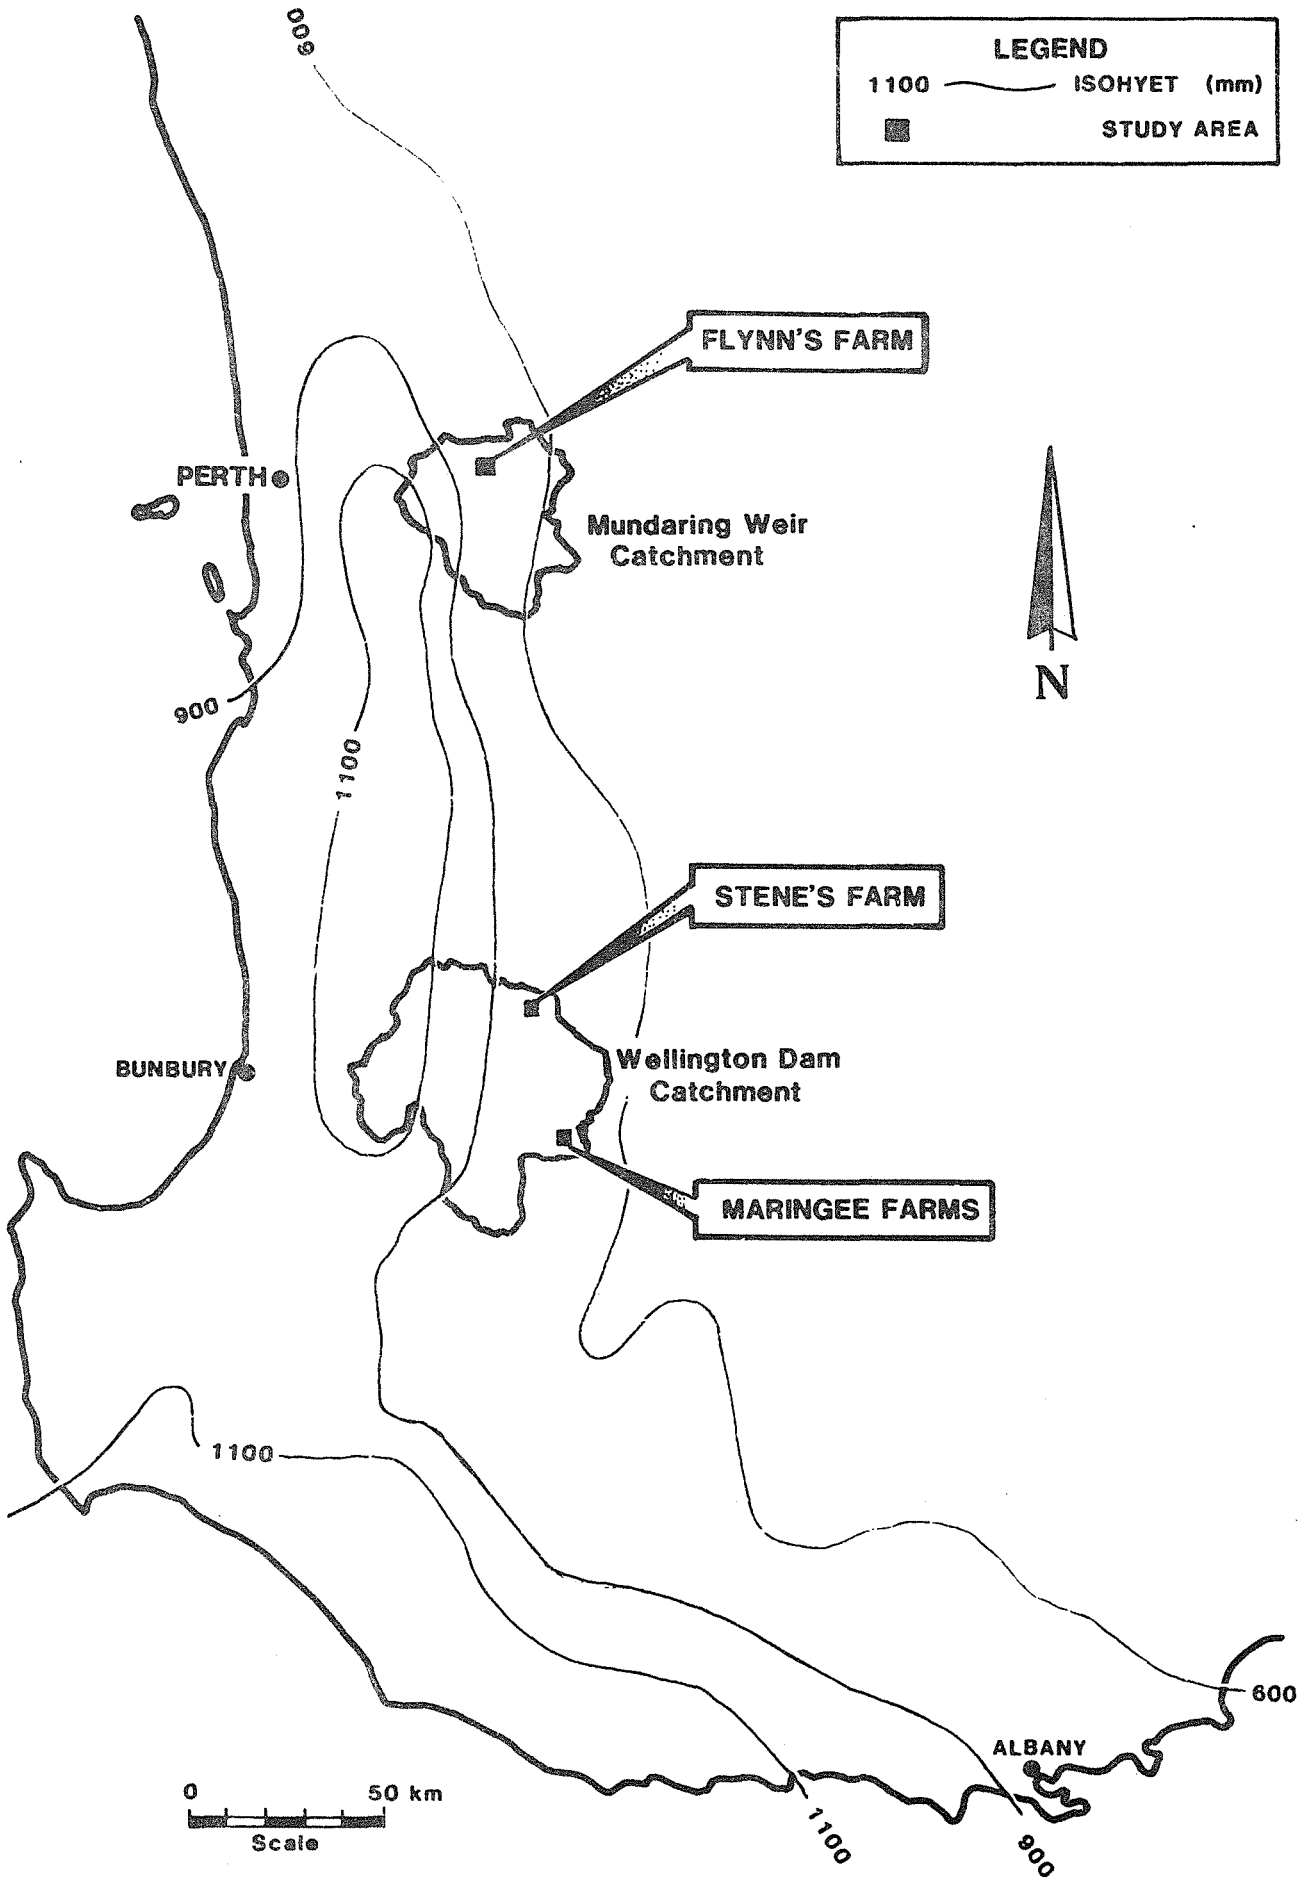 600
LEGEND
1100 ISOHYET (mm)
STUDY AREA
FLYNN'S FARM
PERTH
Mundaring Weir
Catchment
N
900
1100
STENE'S FARM
BUNBURY
Wellington Dam
Catchment
MARINGEE FARMS
1100
600
ALBANY
0 50 km
Scale
1100
900